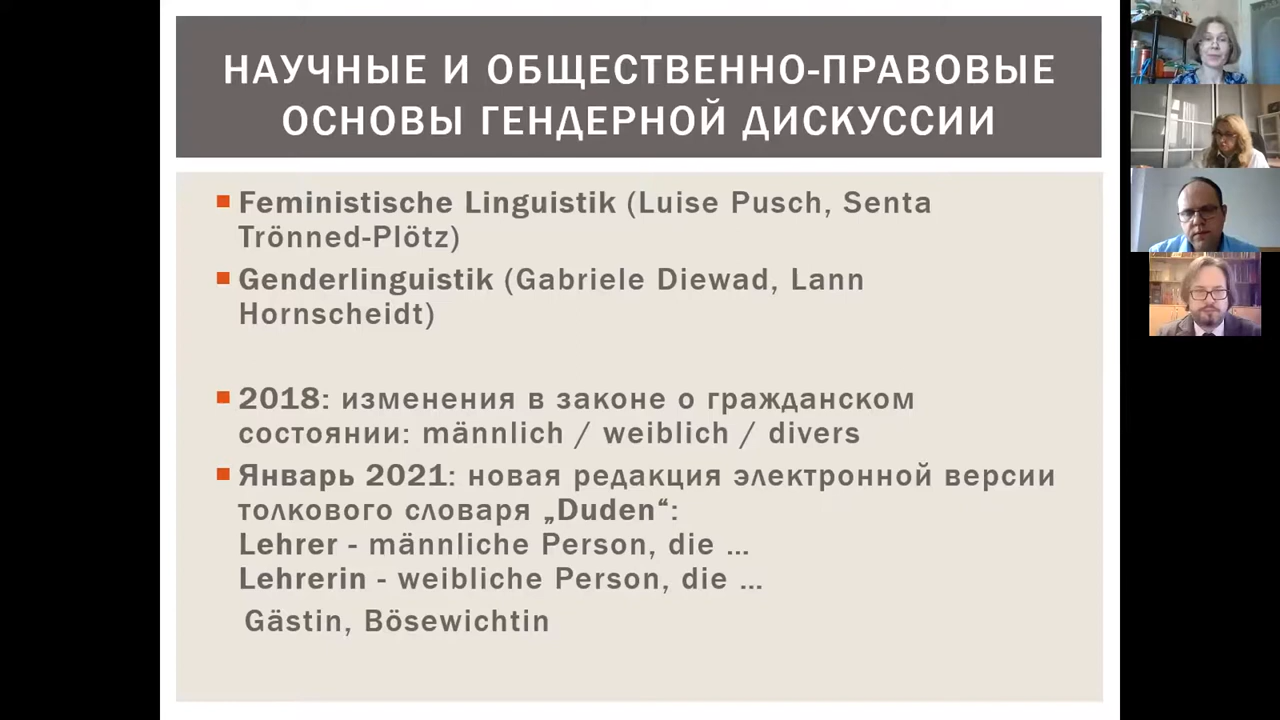 НАУЧНЫЕ И ОБЩЕСТВЕННО-ПРАВОВЫЕ
ОСНОВЫ ГЕНДЕРНОЙ ДИСКУССИИ
Feministische Linguistik (Luise Pusch, Senta
Trönned-Plötz)
Genderlinguistik (Gabriele Diewad, Lann
Hornscheidt)
2018: изменения в законе о гражданском
состоянии: männlich / weiblich / divers
Январь 2021: новая редакция электронной версии
толкового словаря „Duden“:
Lehrer - männliche Person, die ...
Lehrerin - weibliche Person, die ...
Gästin, Bösewichtin